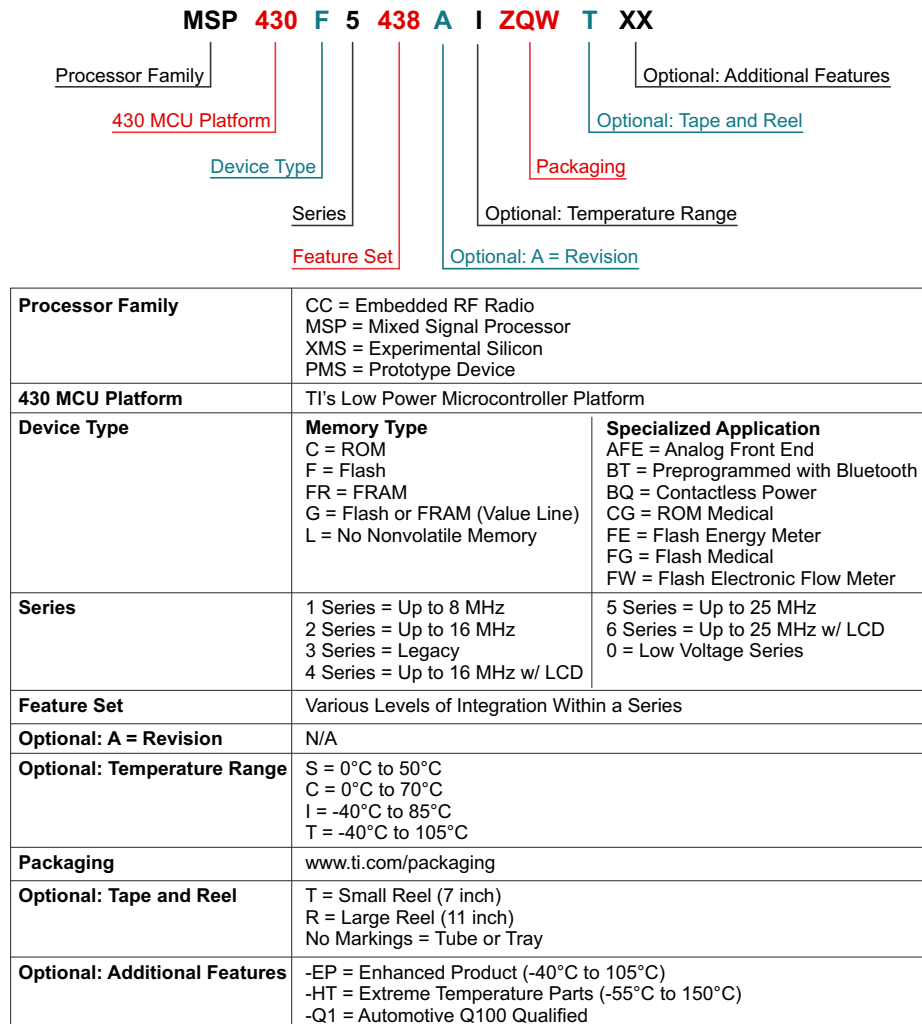 MSP 430 F 5 438 A I ZQW T XX
Processor Family
Optional: Additional Features
430 MCU Platform
Optional: Tape and Reel
Device Type
Packaging
Series
Optional: Temperature Range
Feature Set
Optional: A = Revision
Processor Family
CC = Embedded RF Radio
MSP = Mixed Signal Processor
XMS = Experimental Silicon
PMS = Prototype Device
430 MCU Platform
TI's Low Power Microcontroller Platform
Device Type
Memory Type
C = ROM
F = Flash
FR = FRAM
G = Flash or FRAM (Value Line)
L = No Nonvolatile Memory
Specialized Application
AFE = Analog Front End
BT = Preprogrammed with Bluetooth
BQ = Contactless Power
CG = ROM Medical
FE = Flash Energy Meter
FG = Flash Medical
FW = Flash Electronic Flow Meter
Series
1 Series = Up to 8 MHz
2 Series = Up to 16 MHz
3 Series = Legacy
4 Series = Up to 16 MHz w/ LCD
5 Series = Up to 25 MHz
6 Series = Up to 25 MHz w/ LCD
0 = Low Voltage Series
Feature Set
Various Levels of Integration Within a Series
Optional: A = Revision
N/A
Optional: Temperature Range
S = 0°C to 50°C
C = 0°C to 70°C
I = -40°C to 85°C
T = -40°C to 105°C
Packaging
www.ti.com/packaging
Optional: Tape and Reel
T = Small Reel (7 inch)
R = Large Reel (11 inch)
No Markings = Tube or Tray
Optional: Additional Features
-EP = Enhanced Product (-40°C to 105°C)
-HT = Extreme Temperature Parts (-55°C to 150°C)
-Q1 = Automotive Q100 Qualified